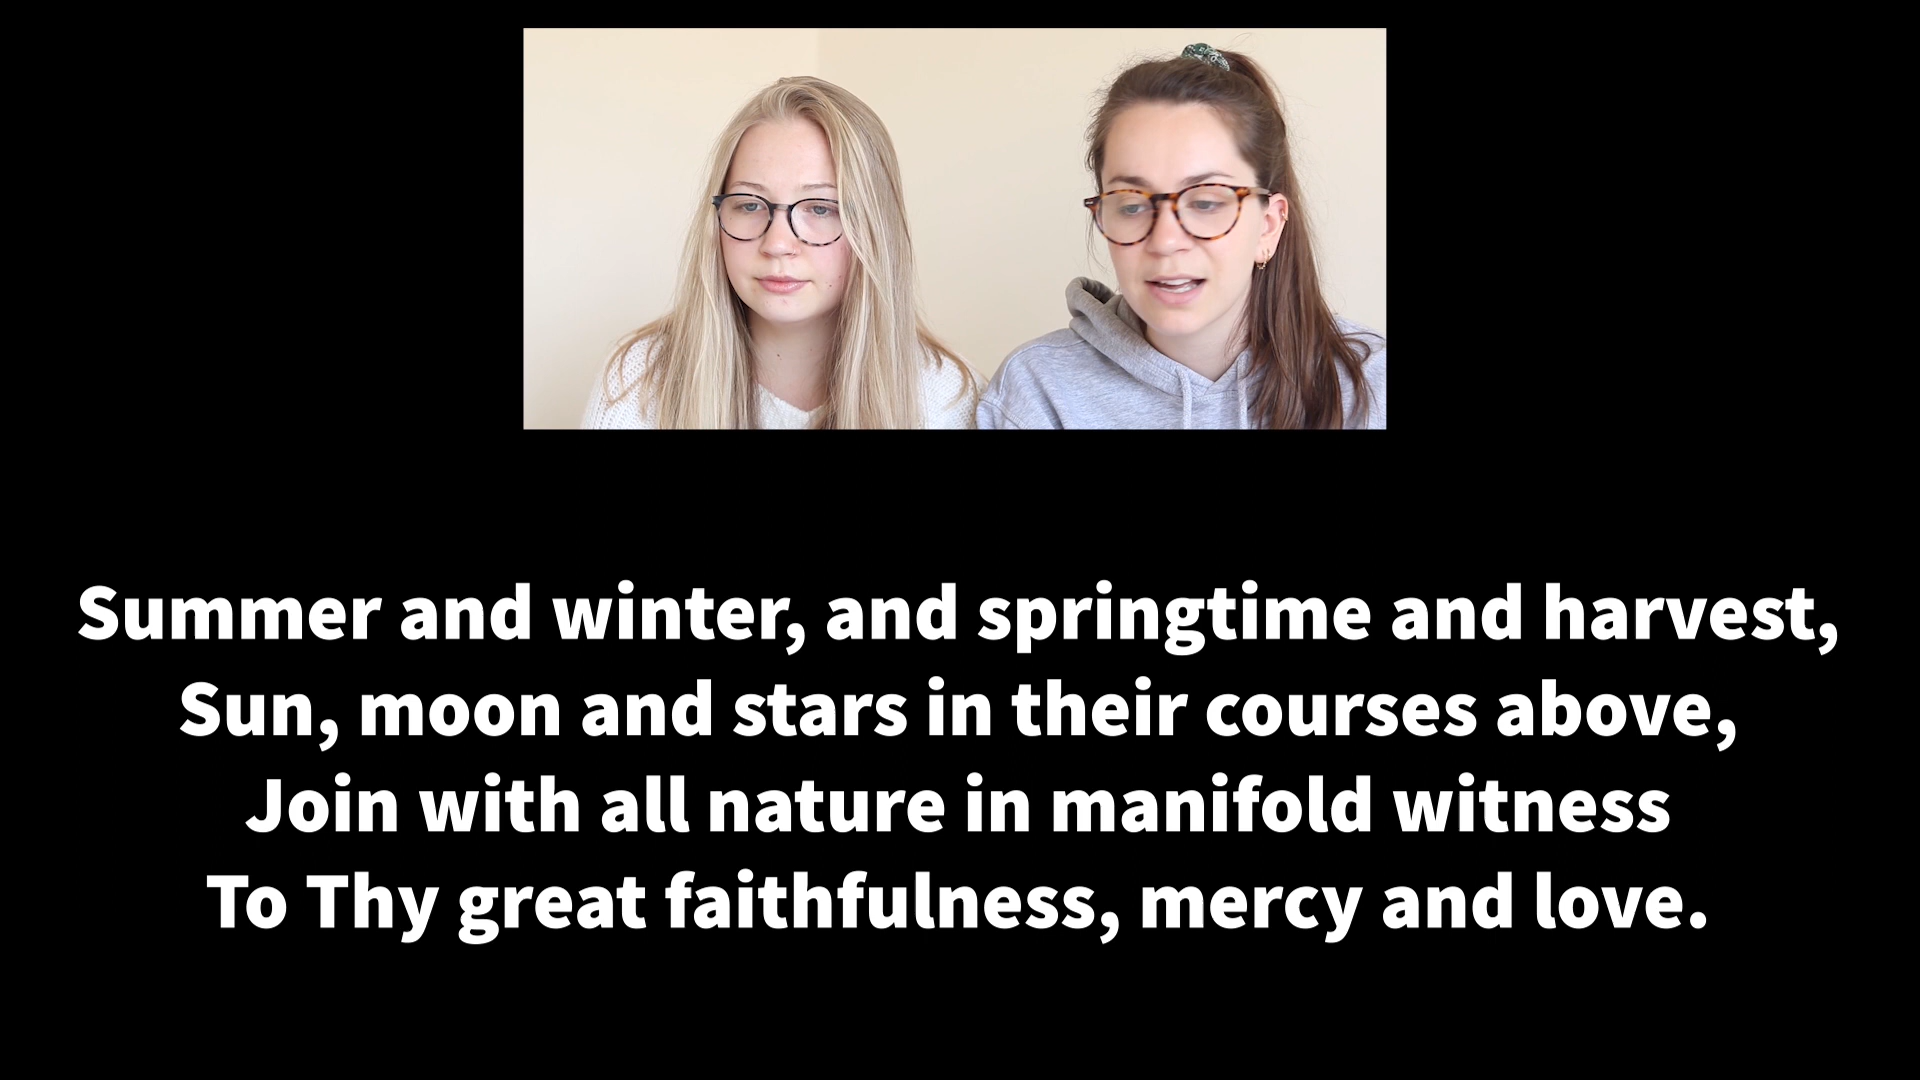 Summer and winter, and springtime and harvest,
Sun, moon and stars in their courses above,
Join with all nature in manifold witness
To Thy great faithfulness, mercy and love.